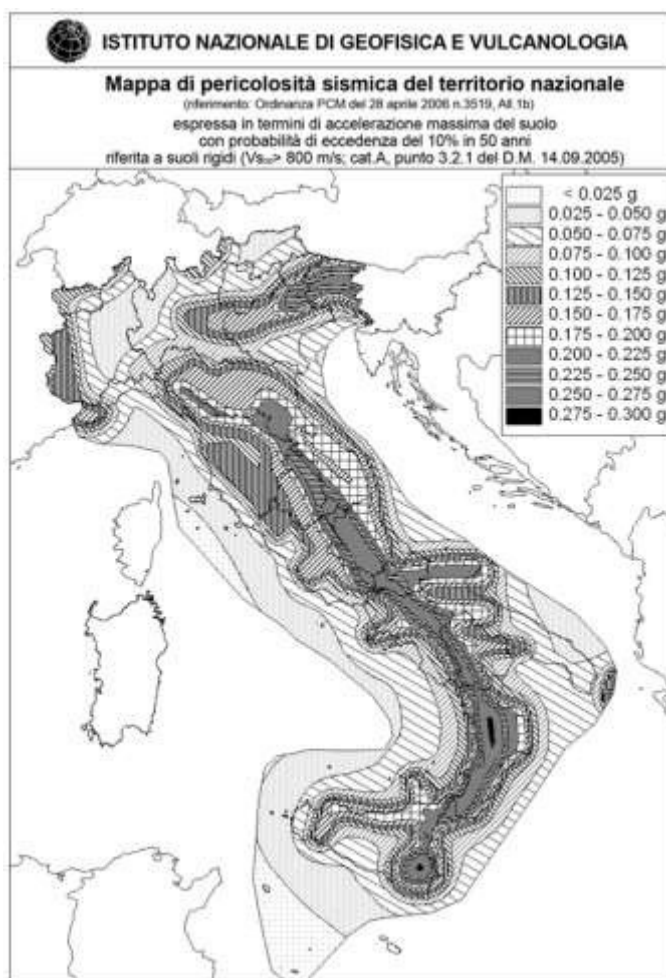 ISTITUTO NAZIONALE DI GEOFISICA E VULCANOLOGIA
Mappa di pericolosità sismica del territorio nazionale
(riferimento: Ordinanza PCM del 28 aprile 2006 n.3519, All.1b)
espressa in termini di accelerazione massima del suolo
con probabilità di eccedenza del 10% in 50 anni
riferita a suoli rigidi (Vs₃₀> 800 m/s; cat.A, punto 3.2.1 del D.M. 14.09.2005)
< 0.025 g
0.025 - 0.050 g
0.050 - 0.075 g
0.075 - 0.100 g
0.100 - 0.125 g
0.125 - 0.150 g
0.150 - 0.175 g
0.175 - 0.200 g
0.200 - 0.225 g
0.225 - 0.250 g
0.250 - 0.275 g
0.275 - 0.300 g